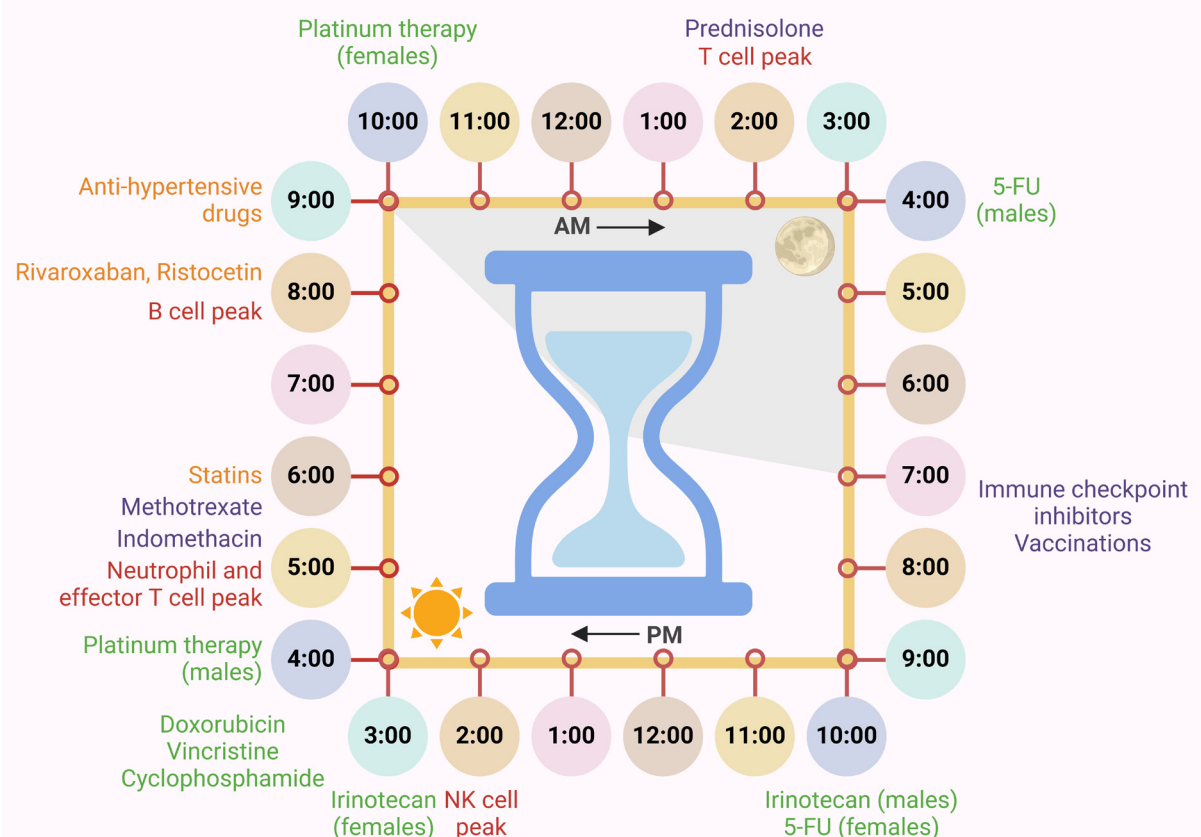 Platinum therapy
(females)
Prednisolone
T cell peak
10:00
11:00
12:00
1:00
2:00
3:00
Anti-hypertensive
drugs
9:00
4:00
5-FU
(males)
AM
Rivaroxaban, Ristocetin
B cell peak
8:00
5:00
7:00
6:00
Statins
Methotrexate
6:00
7:00
Immune checkpoint
inhibitors
Vaccinations
Indomethacin
Neutrophil and
effector T cell peak
5:00
8:00
PM
Platinum therapy
(males)
4:00
9:00
Doxorubicin
Vincristine
Cyclophosphamide
3:00
2:00
1:00
12:00
11:00
10:00
Irinotecan
(females)
NK cell
peak
Irinotecan (males)
5-FU (females)